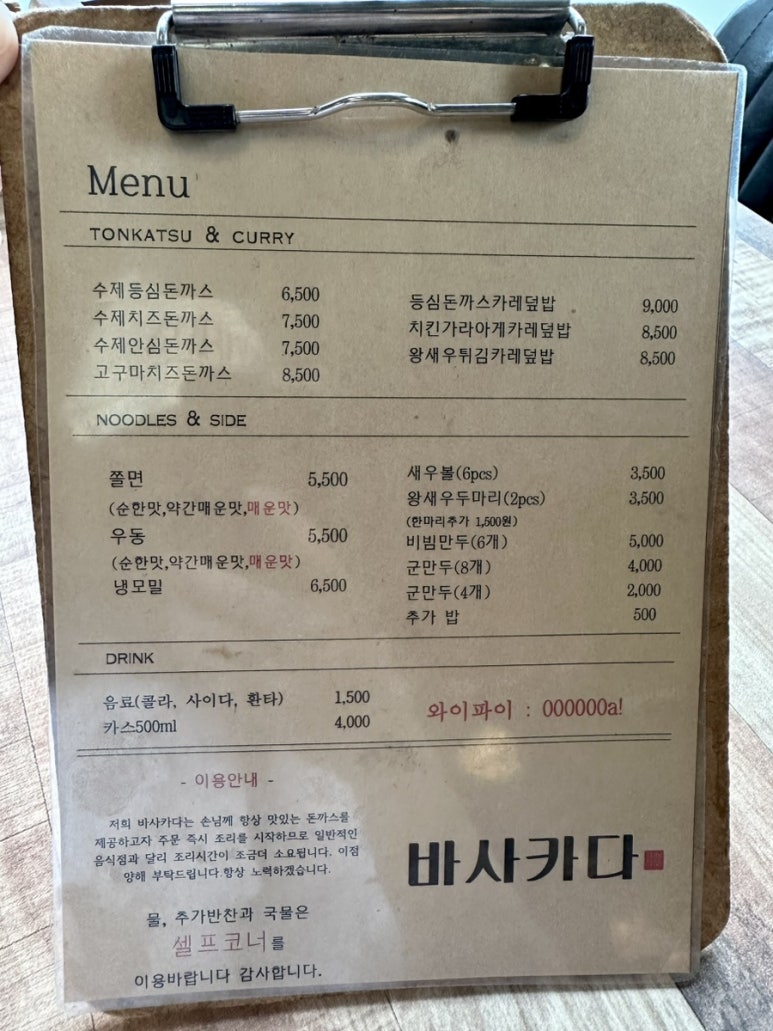 Menu
TONKATSU & CURRY
수제등심돈까스 6,500
수제치즈돈까스 7,500
수제안심돈까스 7,500
고구마치즈돈까스 8,500
등심돈까스카레덮밥 9,000
치킨가라아게카레덮밥 8,500
왕새우튀김카레덮밥 8,500
NOODLES & SIDE
쫄면 5,500
(순한맛,약간매운맛,매운맛)
우동 5,500
(순한맛,약간매운맛,매운맛)
냉모밀 6,500
새우볼(6pcs) 3,500
왕새우두마리(2pcs) 3,500
(한마리추가 1,500원)
비빔만두(6개) 5,000
군만두(8개) 4,000
군만두(4개) 2,000
추가 밥 500
DRINK
음료(콜라, 사이다, 환타) 1,500
카스500ml 4,000
와이파이 : 000000a!
- 이용안내 -
저희 바사카다는 손님께 항상 맛있는 돈까스를
제공하고자 주문 즉시 조리를 시작하므로 일반적인
음식점과 달리 조리시간이 조금더 소요됩니다. 이점
양해 부탁드립니다.항상 노력하겠습니다.
물, 추가반찬과 국물은
셀프코너를
이용바랍니다 감사합니다.
바사카다